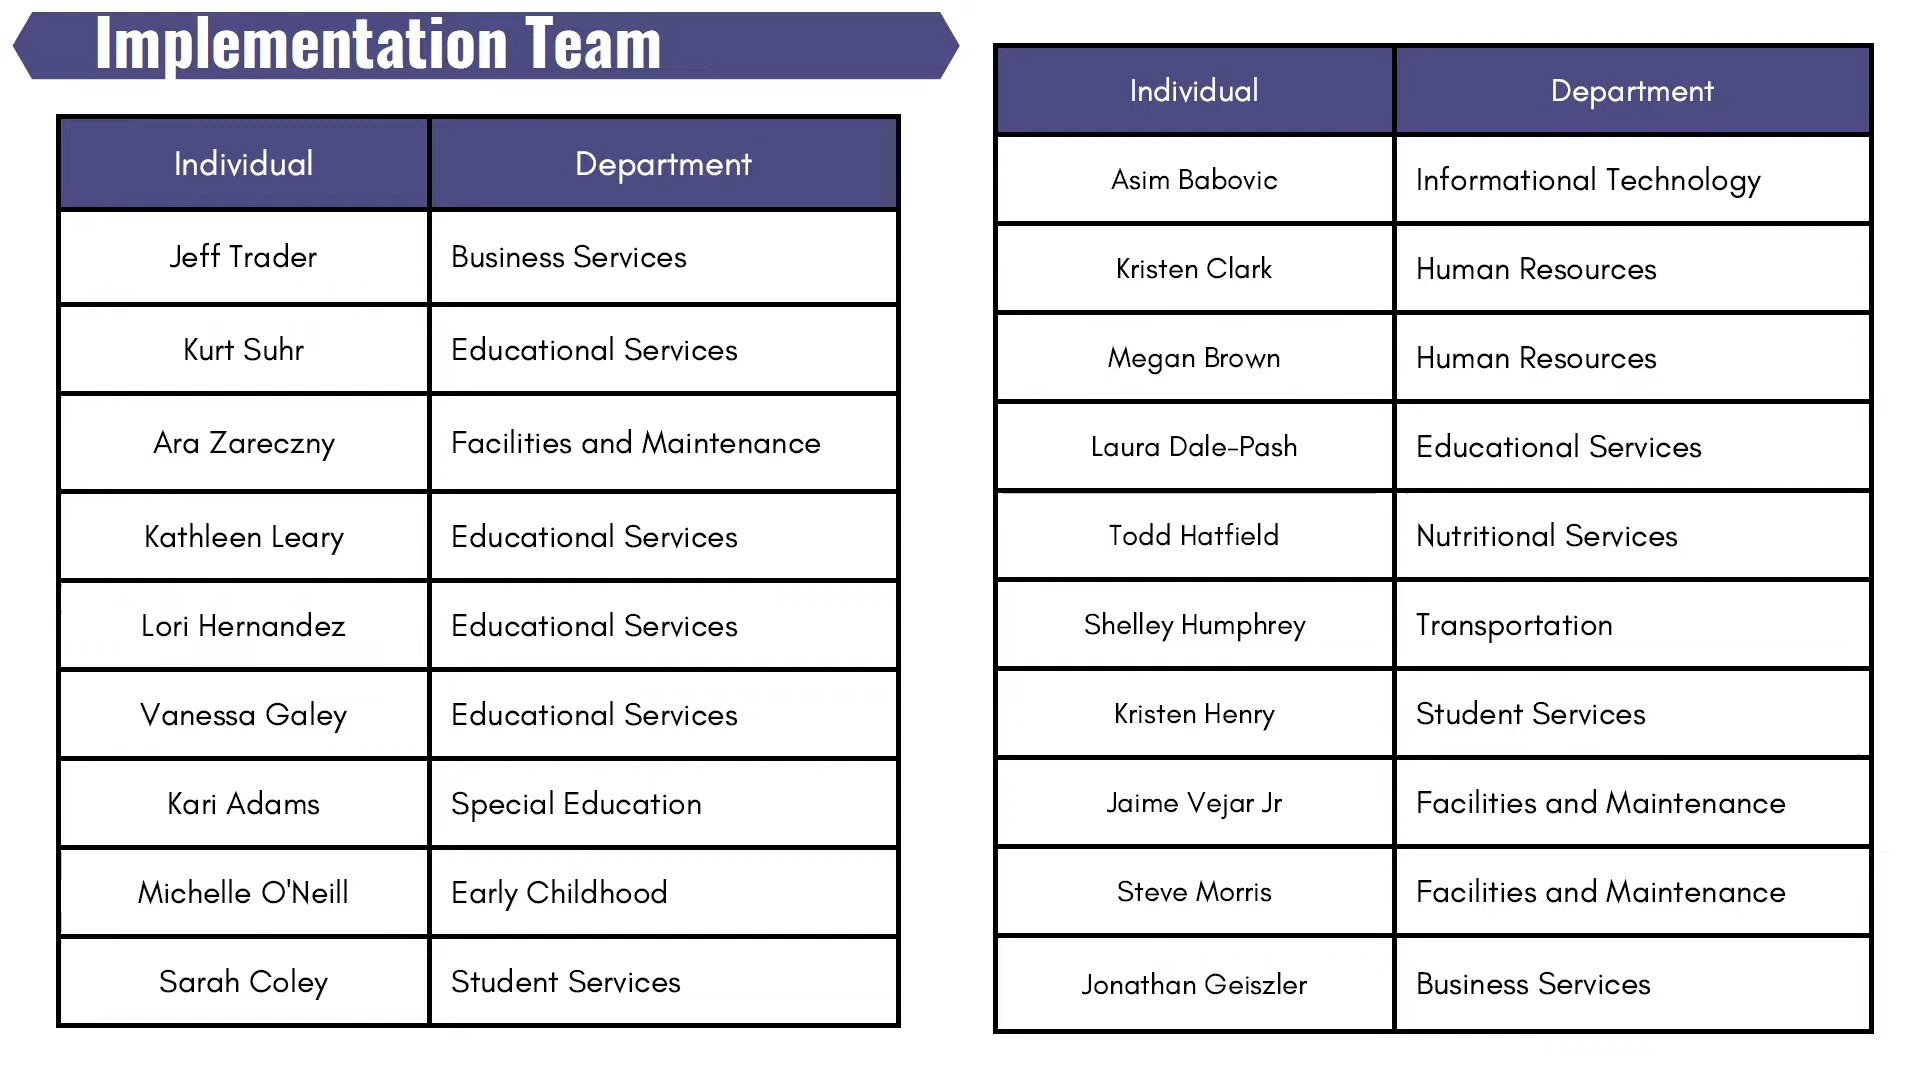 Implementation Team
Individual Department
Jeff Trader Business Services
Kurt Suhr Educational Services
Ara Zareczny Facilities and Maintenance
Kathleen Leary Educational Services
Lori Hernandez Educational Services
Vanessa Galey Educational Services
Kari Adams Special Education
Michelle O'Neill Early Childhood
Sarah Coley Student Services
Individual Department
Asim Babovic Informational Technology
Kristen Clark Human Resources
Megan Brown Human Resources
Laura Dale-Pash Educational Services
Todd Hatfield Nutritional Services
Shelley Humphrey Transportation
Kristen Henry Student Services
Jaime Vejar Jr Facilities and Maintenance
Steve Morris Facilities and Maintenance
Jonathan Geiszler Business Services